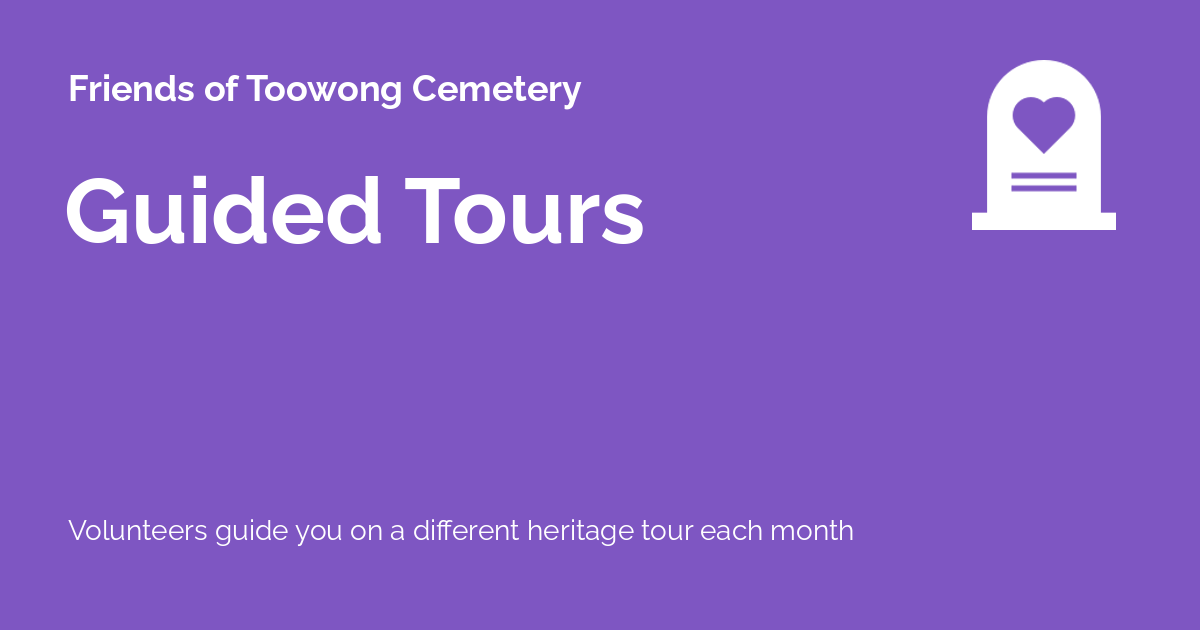 Friends of Toowong Cemetery
Guided Tours
Volunteers guide you on a different heritage tour each month